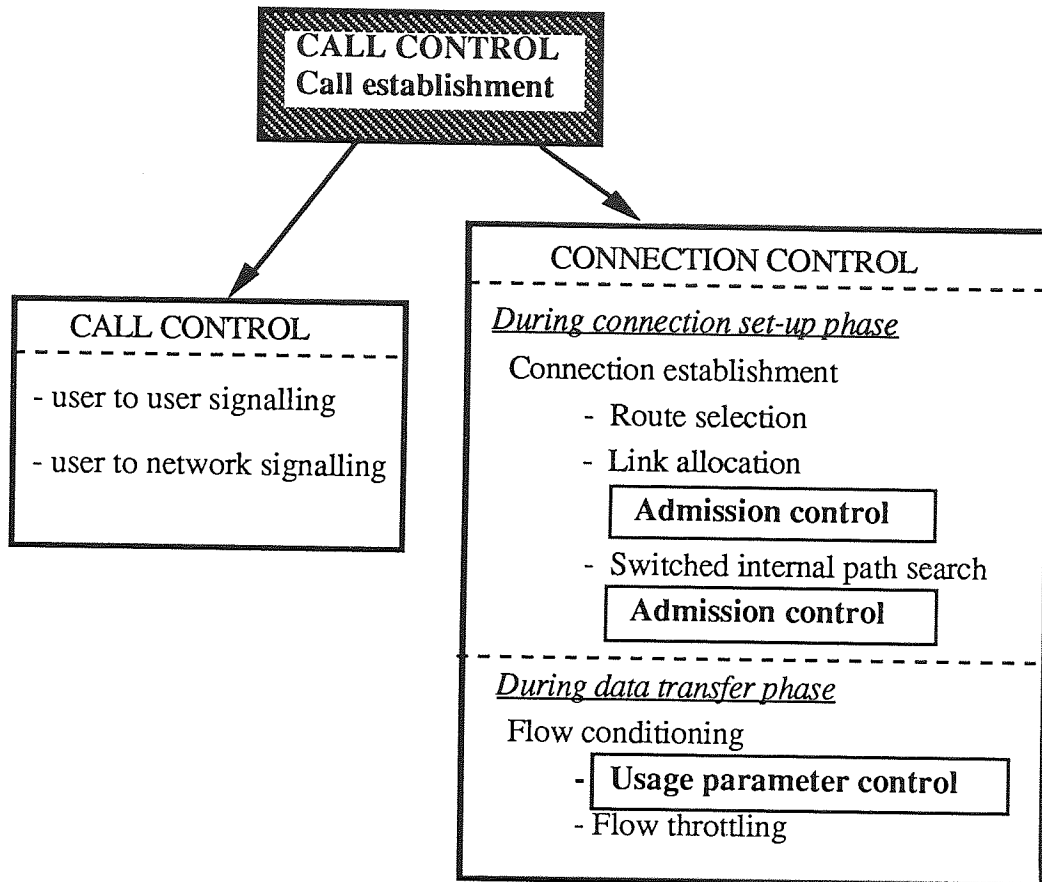 CALL CONTROL
Call establishment
CALL CONTROL
- user to user signalling
- user to network signalling
CONNECTION CONTROL
During connection set-up phase
Connection establishment
- Route selection
- Link allocation
Admission control
- Switched internal path search
Admission control
During data transfer phase
Flow conditioning
- Usage parameter control
- Flow throttling